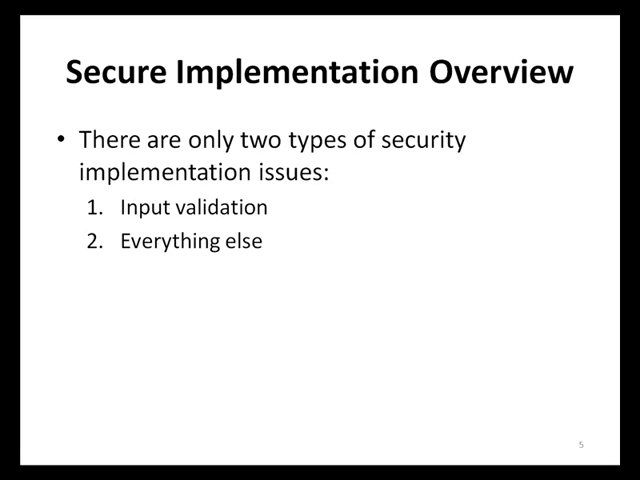 Secure Implementation Overview
• There are only two types of security
implementation issues:
1. Input validation
2. Everything else
5